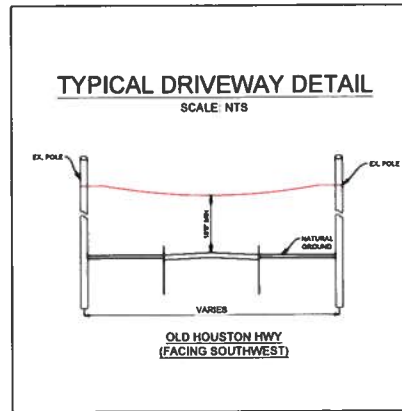 TYPICAL DRIVEWAY DETAIL
SCALE: NTS
EX. POLE
EX. POLE
NATURAL
GROUND
VARIES
OLD HOUSTON HWY
(FACING SOUTHWEST)